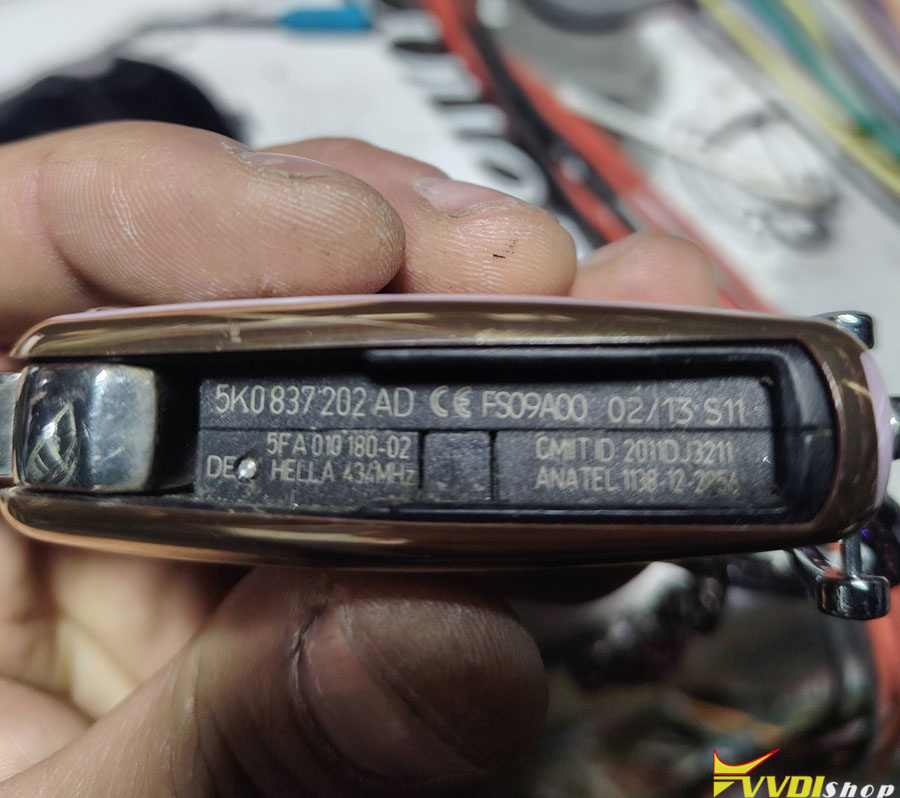 5K0 837 202 AD CE FS09A00 02/13 S11
5FA 010 180-02
DE HELLA 434MHz
CMIIT ID: 2011DJ3211
ANATEL 1138-12-2056
VVDIShop